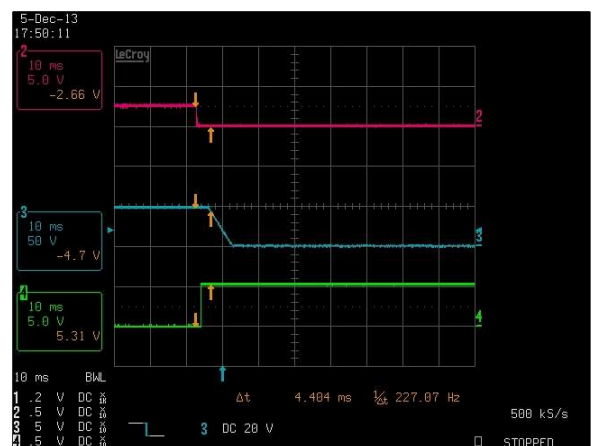 5-Dec-13
17:50:11
LeCroy
2
10 ms
5.0 V
-2.66 V
2
3
10 ms
50 V
-4.7 V
3
4
10 ms
5.0 V
5.31 V
4
10 ms BWL
1 .2 V DC
2 .5 V DC
3 5 V DC
4 .5 V DC
Δt 4.404 ms 1/Δt 227.07 Hz
3 DC 20 V
500 kS/s
STOPPED